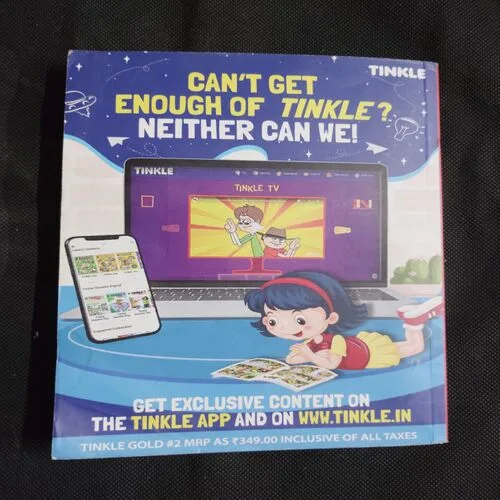 TINKLE
CAN'T GET
ENOUGH OF TINKLE?
NEITHER CAN WE!
TINKLE
TINKLE TV
GET EXCLUSIVE CONTENT ON
THE TINKLE APP AND ON WWW.TINKLE.IN
TINKLE GOLD #2 MRP AS ₹349.00 INCLUSIVE OF ALL TAXES